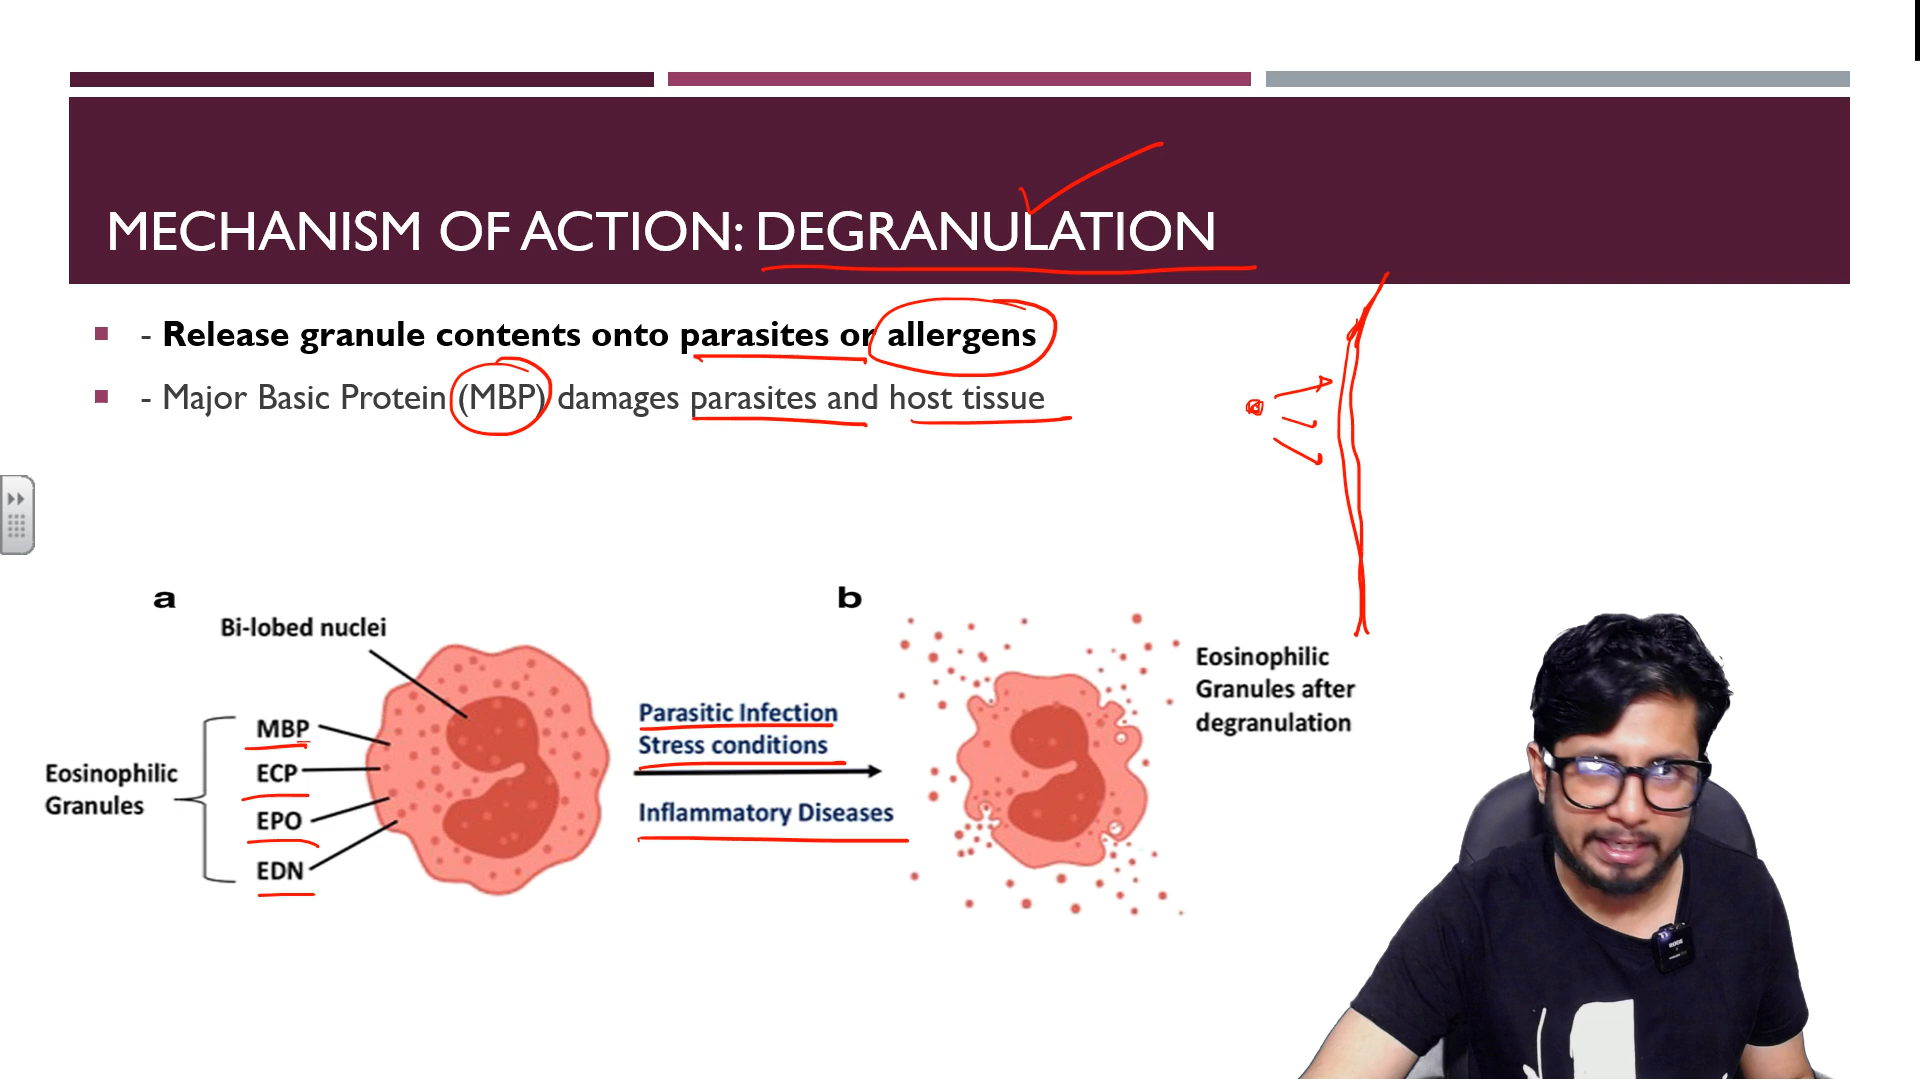 MECHANISM OF ACTION: DEGRANULATION
- Release granule contents onto parasites or allergens
- Major Basic Protein (MBP) damages parasites and host tissue
a
b
Bi-lobed nuclei
MBP
ECP
EPO
EDN
Eosinophilic
Granules
Parasitic Infection
Stress conditions
Inflammatory Diseases
Eosinophilic
Granules after
degranulation
RODE